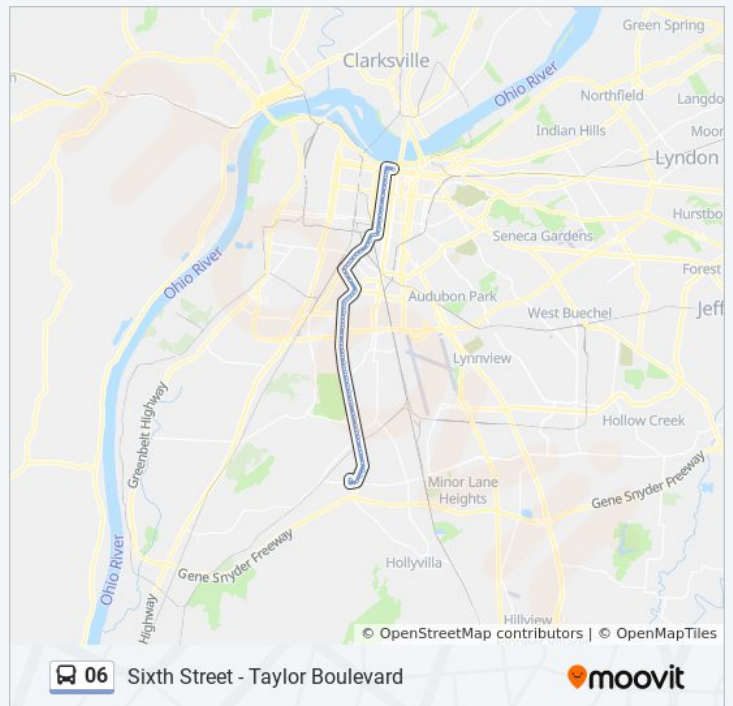 Green Spring
Clarksville
Ohio River
Northfield
Langdo
Indian Hills
Moor
Lyndon
Hurstbo
Seneca Gardens
Forest
Ohio River
Audubon Park
West Buechel
Jeff
Lynnview
Greenbelt Highway
Hollow Creek
Minor Lane
Heights
Gene Snyder Freeway
Gene Snyder Freeway
Ohio River
Hollyvilla
Highway
Hillview
© OpenStreetMap contributors | © OpenMapTiles
06 Sixth Street - Taylor Boulevard
moovit